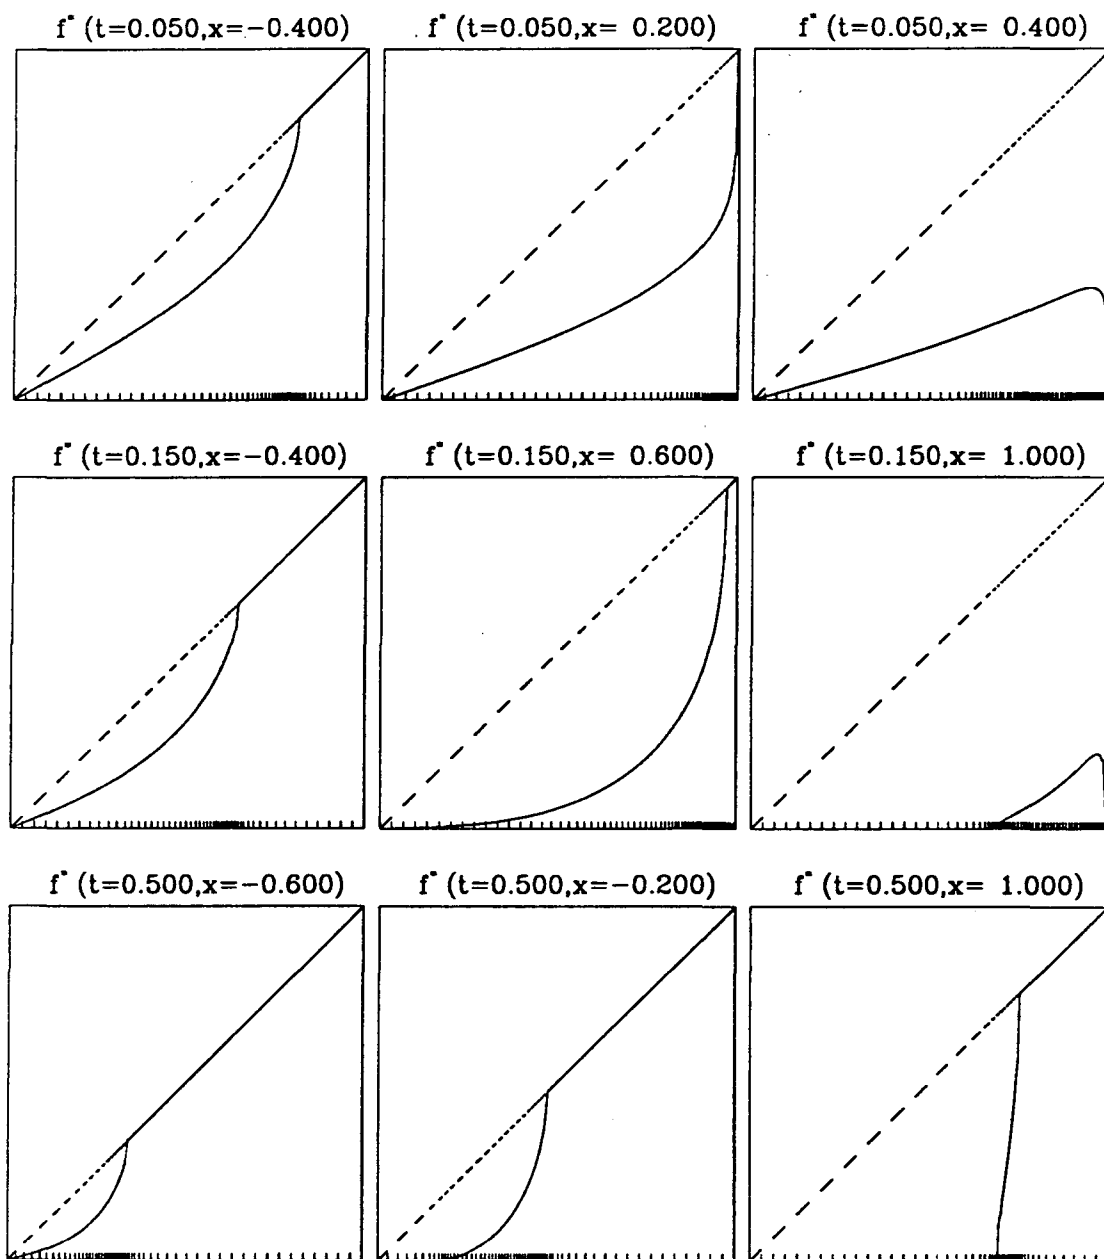 f* (t=0.050,x=−0.400)
f* (t=0.050,x= 0.200)
f* (t=0.050,x= 0.400)
f* (t=0.150,x=−0.400)
f* (t=0.150,x= 0.600)
f* (t=0.150,x= 1.000)
f* (t=0.500,x=−0.600)
f* (t=0.500,x=−0.200)
f* (t=0.500,x= 1.000)